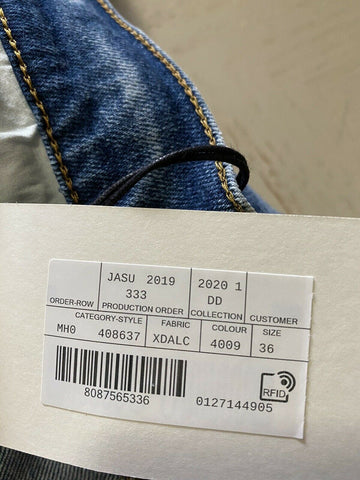 JASU 2019 2020 1
333 DD
ORDER-ROW PRODUCTION ORDER COLLECTION CUSTOMER
CATEGORY-STYLE FABRIC COLOUR SIZE
MH0 408637 XDALC 4009 36
8087565336 0127144905
RFID